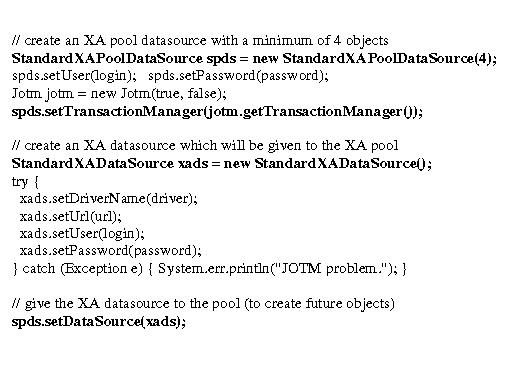 // create an XA pool datasource with a minimum of 4 objects
StandardXAPoolDataSource spds = new StandardXAPoolDataSource(4);
spds.setUser(login);   spds.setPassword(password);
Jotm jotm = new Jotm(true, false);
spds.setTransactionManager(jotm.getTransactionManager());

// create an XA datasource which will be given to the XA pool
StandardXADataSource xads = new StandardXADataSource();
try {
  xads.setDriverName(driver);
  xads.setUrl(url);
  xads.setUser(login);
  xads.setPassword(password);
} catch (Exception e) { System.err.println("JOTM problem."); }

// give the XA datasource to the pool (to create future objects)
spds.setDataSource(xads);